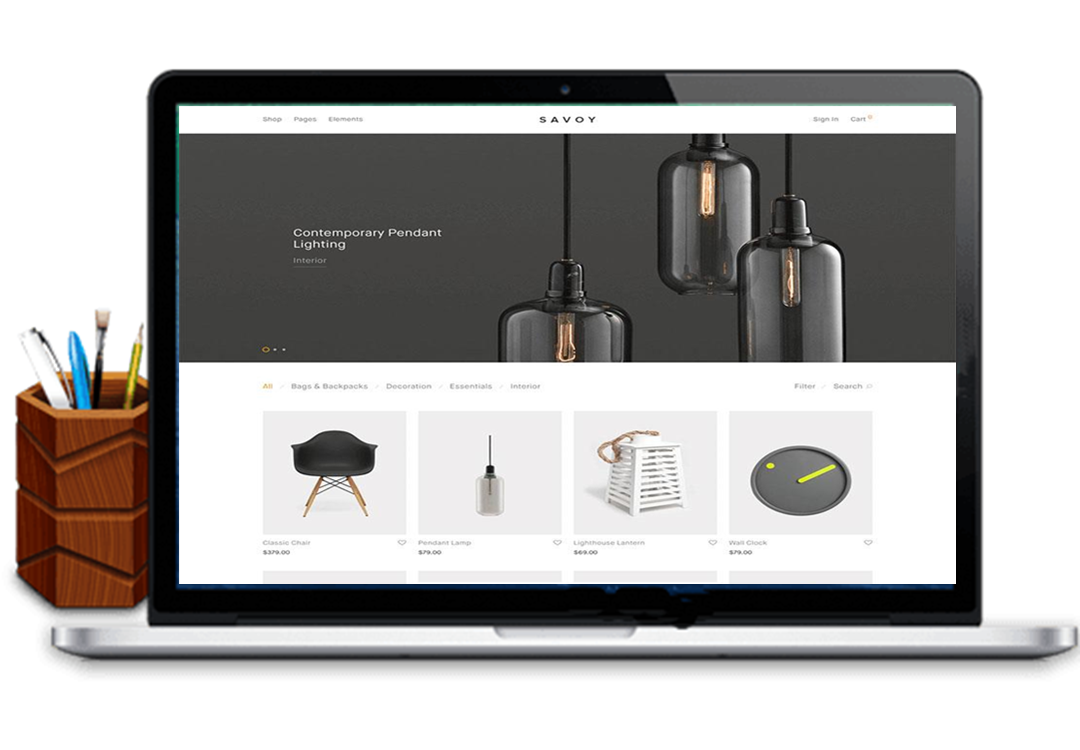 Shop Pages Elements SAVOY Sign In Cart
Contemporary Pendant
Lighting
Interior
All / Bags & Backpacks / Decoration / Essentials / Interior Filter / Search
Classic Chair
$379.00
Pendant Lamp
$79.00
Lighthouse Lantern
$69.00
Wall Clock
$79.00